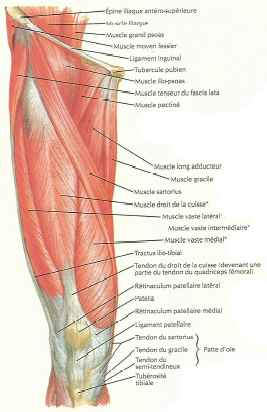 Épine iliaque antéro-supérieure
Muscle iliaque
Muscle grand psoas
Muscle moyen fessier
Ligament inguinal
Tubercule pubien
Muscle ilio-psoas
Muscle tenseur du fascia lata
Muscle pectiné
Muscle long adducteur
Muscle gracile
Muscle sartorius
Muscle droit de la cuisse*
Muscle vaste latéral*
Muscle vaste intermédiaire*
Muscle vaste médial*
Tractus ilio-tibial
Tendon du droit de la cuisse (devenant une
partie du tendon du quadriceps fémoral)
Rétinaculum patellaire latéral
Patella
Rétinaculum patellaire médial
Ligament patellaire
Tendon du sartorius
Tendon du gracile
Patte d'oie
Tendon du
semi-tendineux
Tubérosité
tibiale